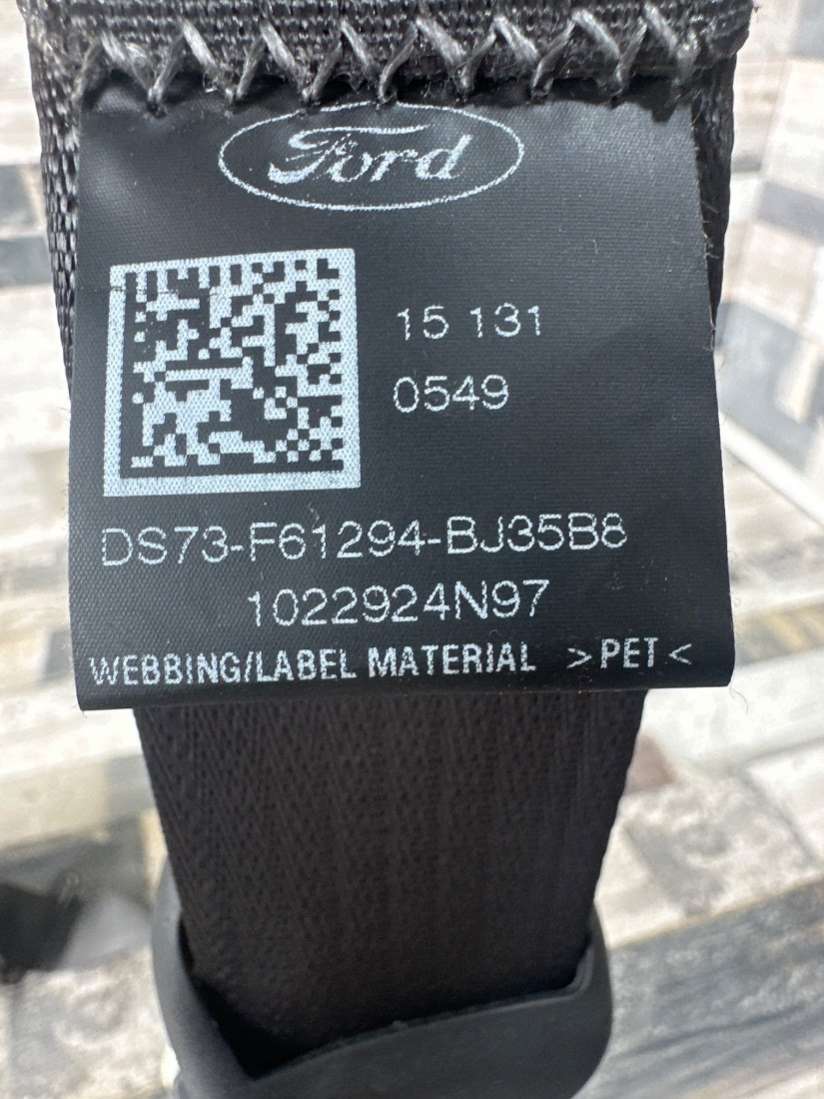 Ford
15 131
0549
DS73-F61294-BJ35B8
1022924N97
WEBBING/LABEL MATERIAL >PET<